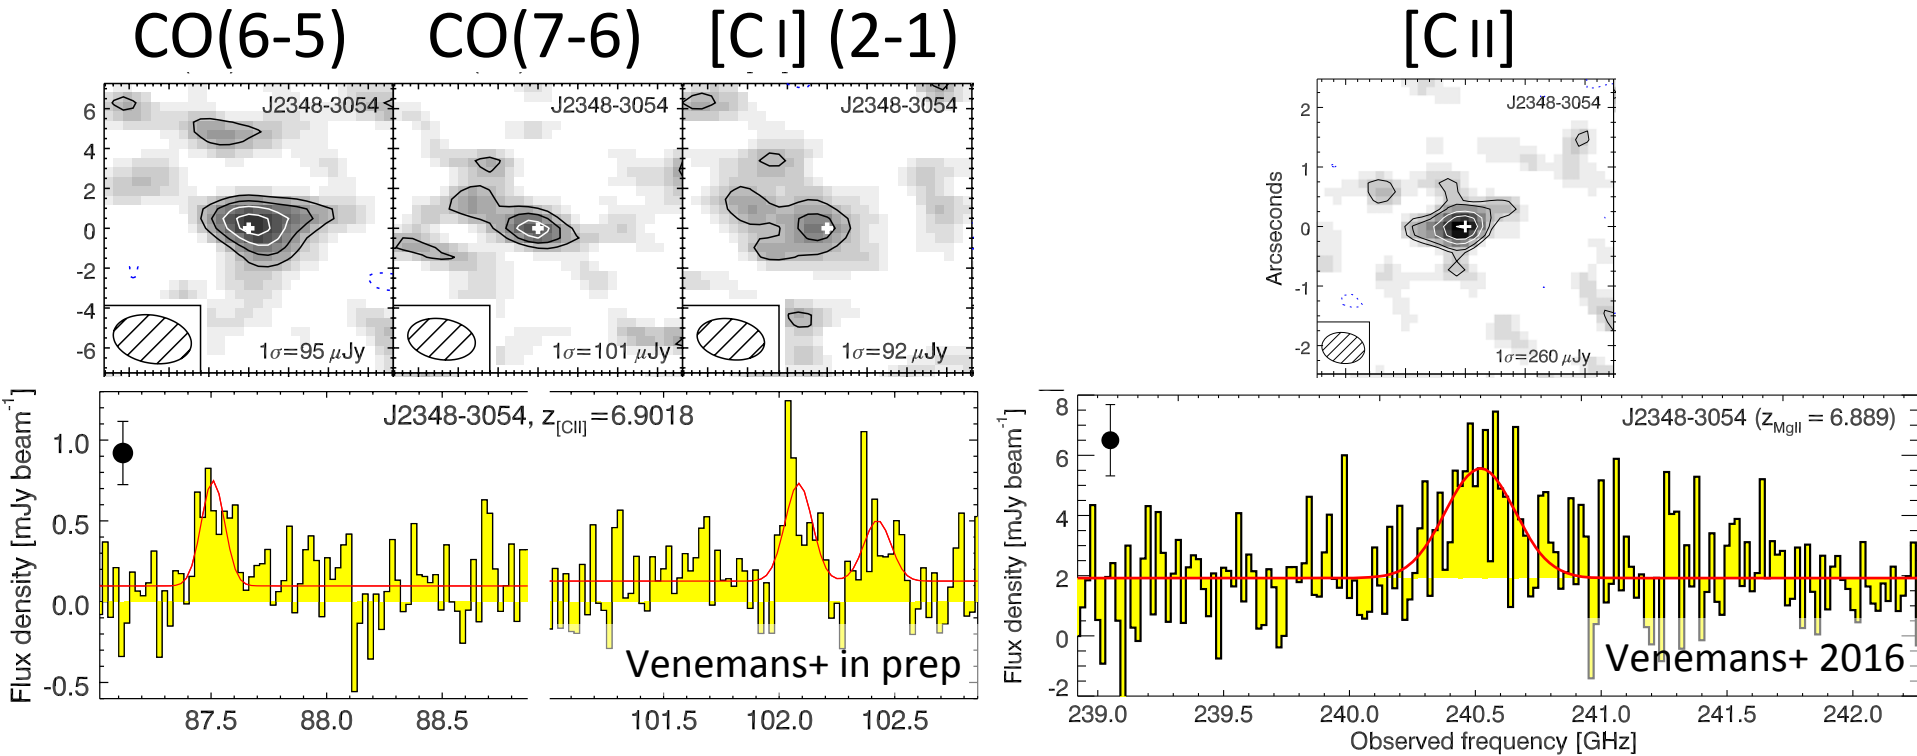 CO(6-5)
CO(7-6)
[C I] (2-1)
[C II]
J2348-3054
J2348-3054
J2348-3054
J2348-3054
6
4
2
0
-2
-4
-6
1σ=95 μJy
1σ=101 μJy
1σ=92 μJy
Arcseconds
2
1
0
-1
-2
1σ=260 μJy
Flux density [mJy beam⁻¹]
1.0
0.5
0.0
-0.5
J2348-3054, z[CII]=6.9018
Venemans+ in prep
87.5
88.0
88.5
101.5
102.0
102.5
Flux density [mJy beam⁻¹]
8
6
4
2
0
-2
J2348-3054 (zMgII = 6.889)
Venemans+ 2016
239.0
239.5
240.0
240.5
241.0
241.5
242.0
Observed frequency [GHz]